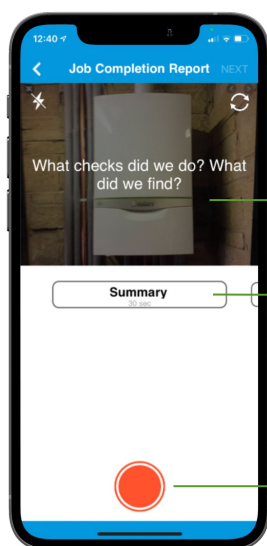 12:40
Job Completion Report NEXT
What checks did we do? What
did we find?
Summary
30 sec